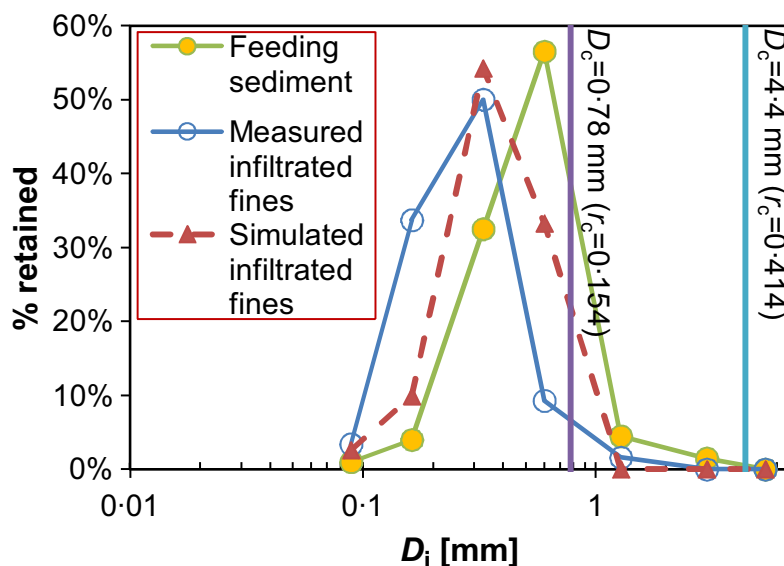 60%
50%
40%
30%
20%
10%
0%
% retained
Feeding
sediment
Measured
infiltrated
fines
Simulated
infiltrated
fines
Dc=0·78 mm (rc=0·154)
Dc=4·4 mm (rc=0·414)
0·01
0·1
1
Di [mm]